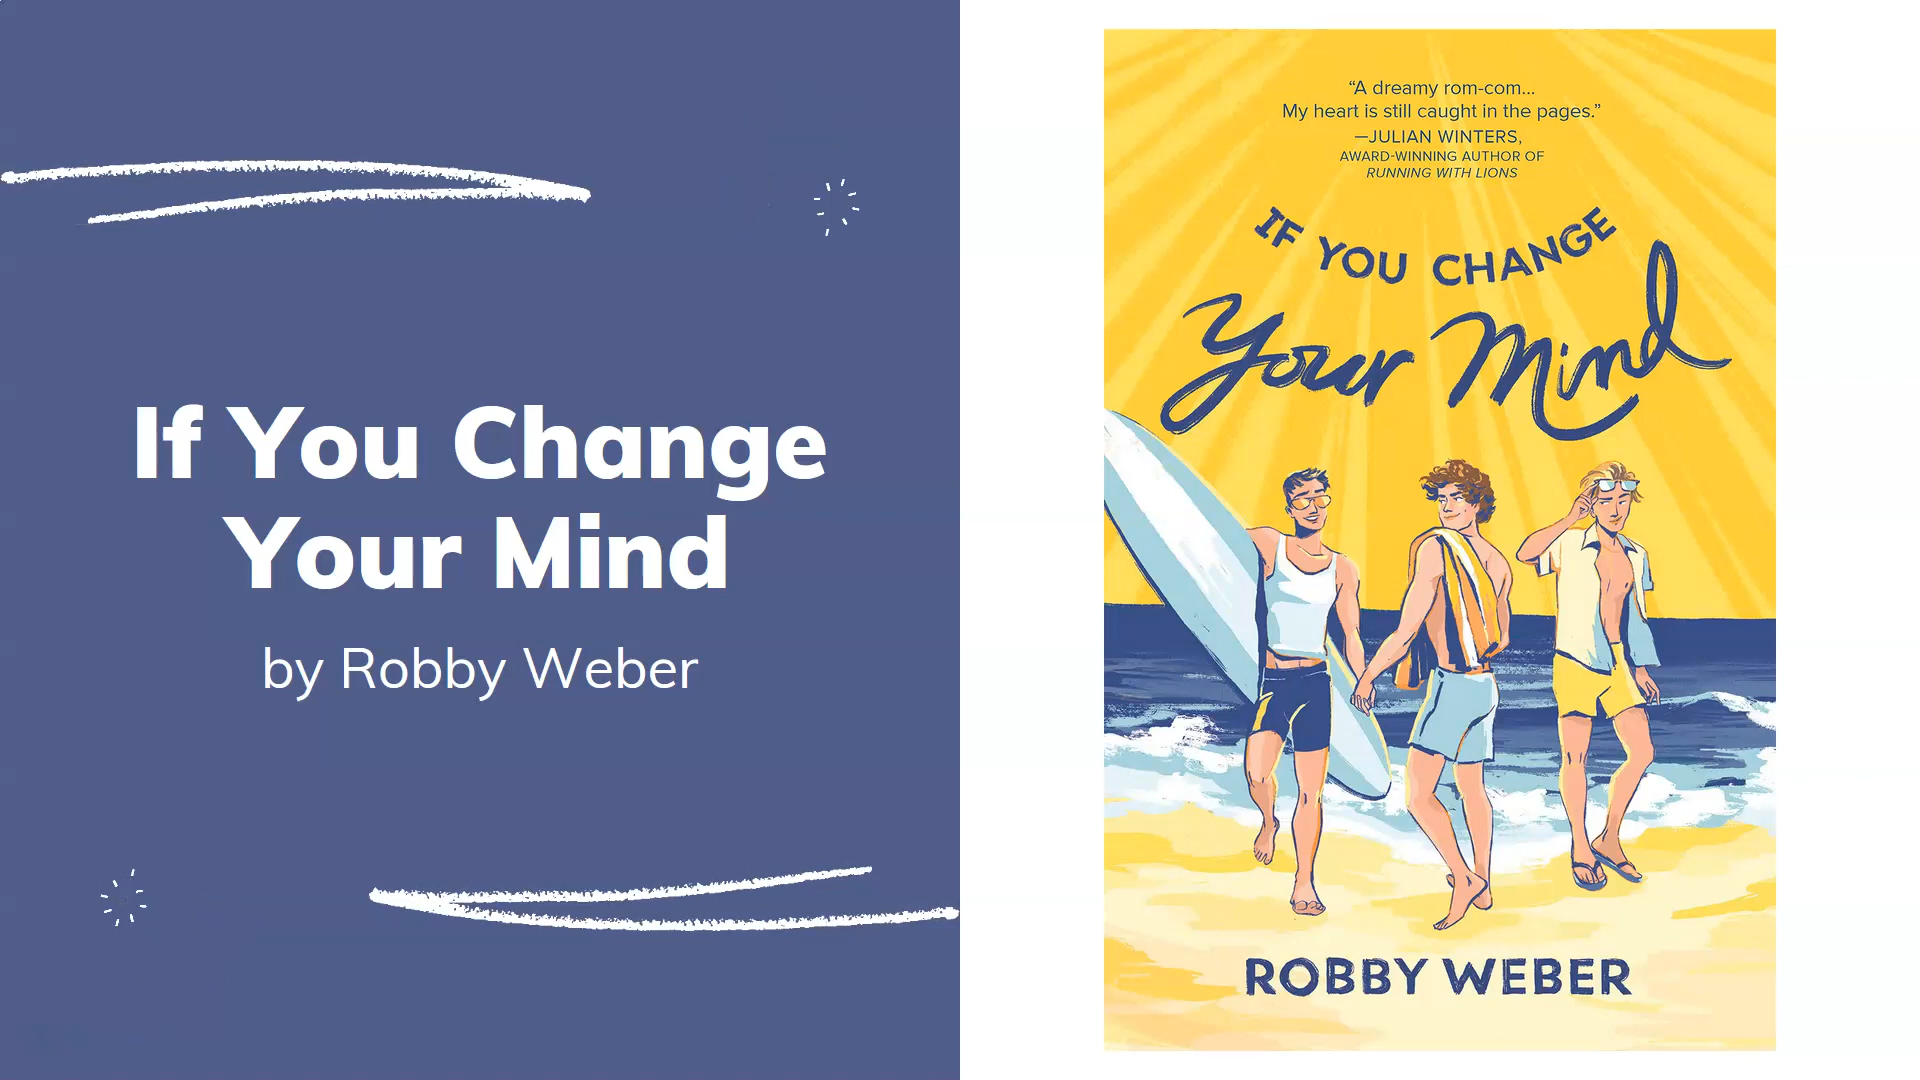 If You Change
Your Mind
by Robby Weber
“A dreamy rom-com...
My heart is still caught in the pages.”
—JULIAN WINTERS,
AWARD-WINNING AUTHOR OF
RUNNING WITH LIONS
IF YOU CHANGE
Your Mind
ROBBY WEBER